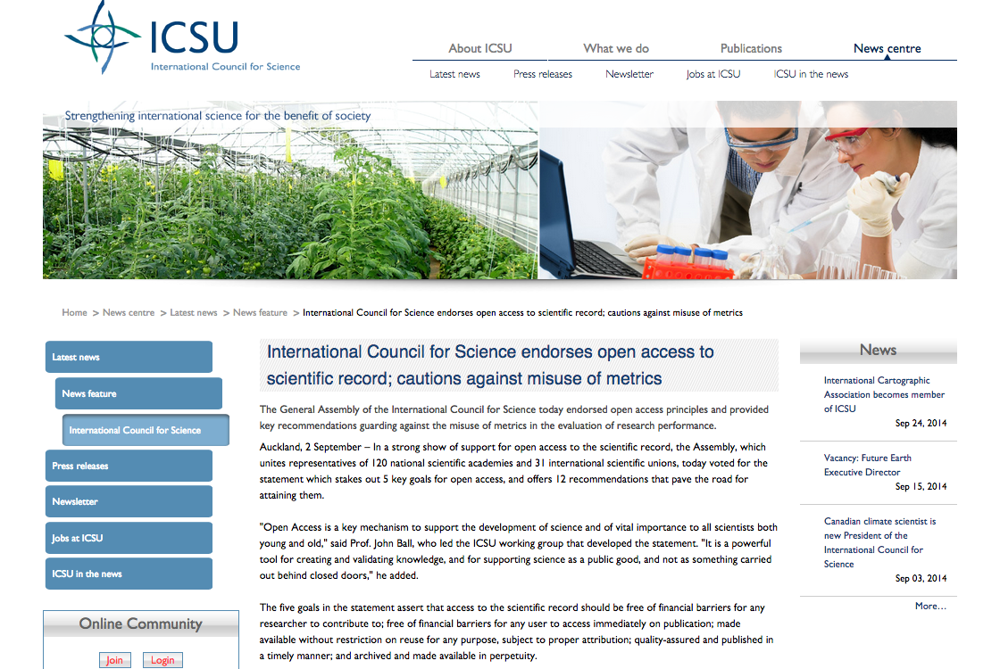 ICSU
International Council for Science
About ICSU
What we do
Publications
News centre
Latest news
Press releases
Newsletter
Jobs at ICSU
ICSU in the news
Strengthening international science for the benefit of society
Home > News centre > Latest news > News feature > International Council for Science endorses open access to scientific record; cautions against misuse of metrics
Latest news
News feature
International Council for Science
Press releases
Newsletter
Jobs at ICSU
ICSU in the news
Online Community
Join
Login
International Council for Science endorses open access to
scientific record; cautions against misuse of metrics
The General Assembly of the International Council for Science today endorsed open access principles and provided
key recommendations guarding against the misuse of metrics in the evaluation of research performance.
Auckland, 2 September – In a strong show of support for open access to the scientific record, the Assembly, which
unites representatives of 120 national scientific academies and 31 international scientific unions, today voted for the
statement which stakes out 5 key goals for open access, and offers 12 recommendations that pave the road for
attaining them.
"Open Access is a key mechanism to support the development of science and of vital importance to all scientists both
young and old," said Prof. John Ball, who led the ICSU working group that developed the statement. "It is a powerful
tool for creating and validating knowledge, and for supporting science as a public good, and not as something carried
out behind closed doors," he added.
The five goals in the statement assert that access to the scientific record should be free of financial barriers for any
researcher to contribute to; free of financial barriers for any user to access immediately on publication; made
available without restriction on reuse for any purpose, subject to proper attribution; quality-assured and published in
a timely manner; and archived and made available in perpetuity.
News
International Cartographic
Association becomes member
of ICSU
Sep 24, 2014
Vacancy: Future Earth
Executive Director
Sep 15, 2014
Canadian climate scientist is
new President of the
International Council for
Science
Sep 03, 2014
More...